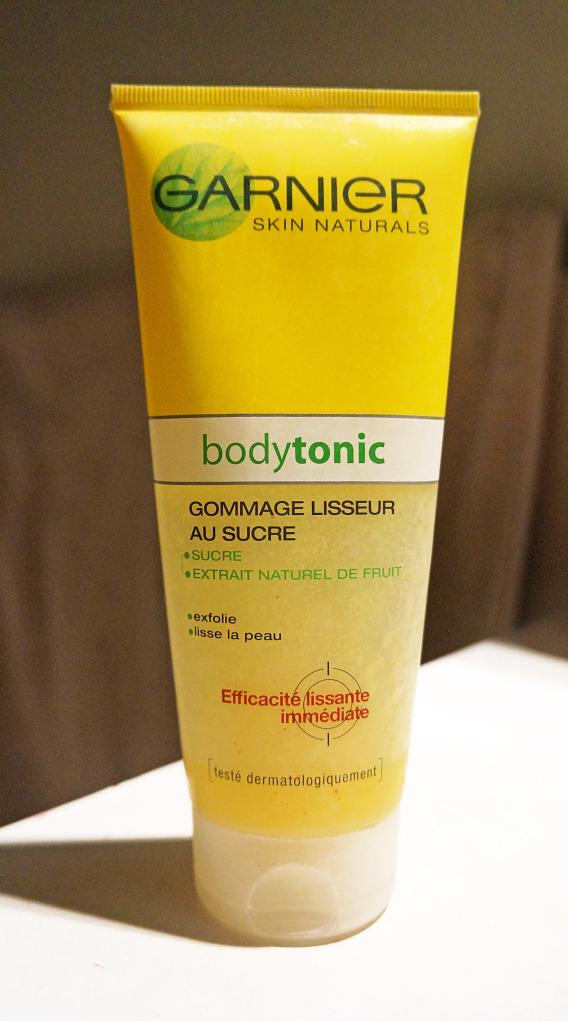 GARNIER
SKIN NATURALS
bodytonic
GOMMAGE LISSEUR
AU SUCRE
•SUCRE
•EXTRAIT NATUREL DE FRUIT
•exfolie
•lisse la peau
Efficacité lissante
immédiate
[testé dermatologiquement]